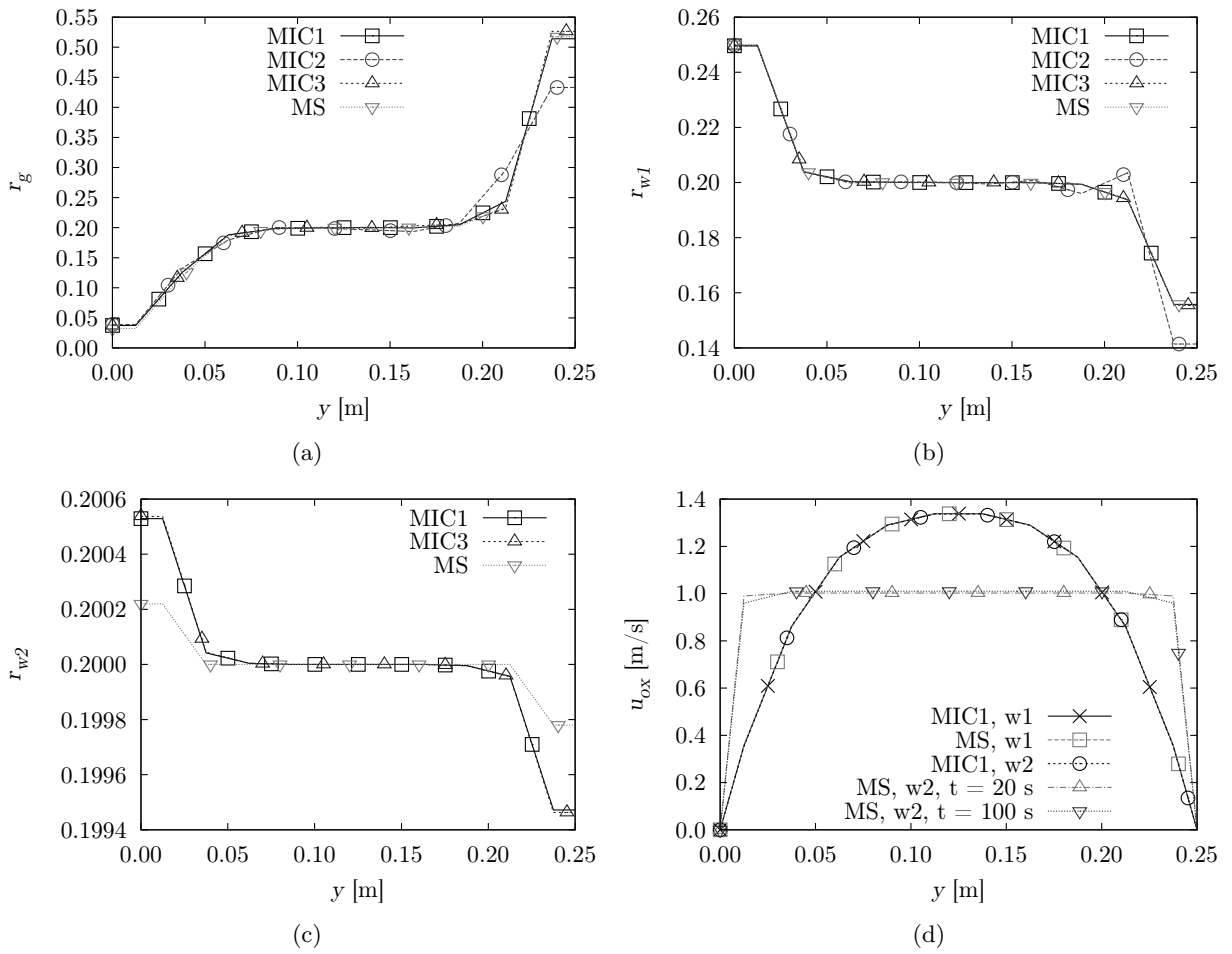 0.55
0.50
0.45
0.40
0.35
0.30
0.25
0.20
0.15
0.10
0.05
0.00
r_g
MIC1
MIC2
MIC3
MS
0.00 0.05 0.10 0.15 0.20 0.25
y [m]
(a)
0.26
0.24
0.22
0.20
0.18
0.16
0.14
r_{w1}
MIC1
MIC2
MIC3
MS
0.00 0.05 0.10 0.15 0.20 0.25
y [m]
(b)
0.2006
0.2004
0.2002
0.2000
0.1998
0.1996
0.1994
r_{w2}
MIC1
MIC3
MS
0.00 0.05 0.10 0.15 0.20 0.25
y [m]
(c)
1.4
1.2
1.0
0.8
0.6
0.4
0.2
0.0
u_{ox} [m/s]
MIC1, w1
MS, w1
MIC1, w2
MS, w2, t = 20 s
MS, w2, t = 100 s
0.00 0.05 0.10 0.15 0.20 0.25
y [m]
(d)